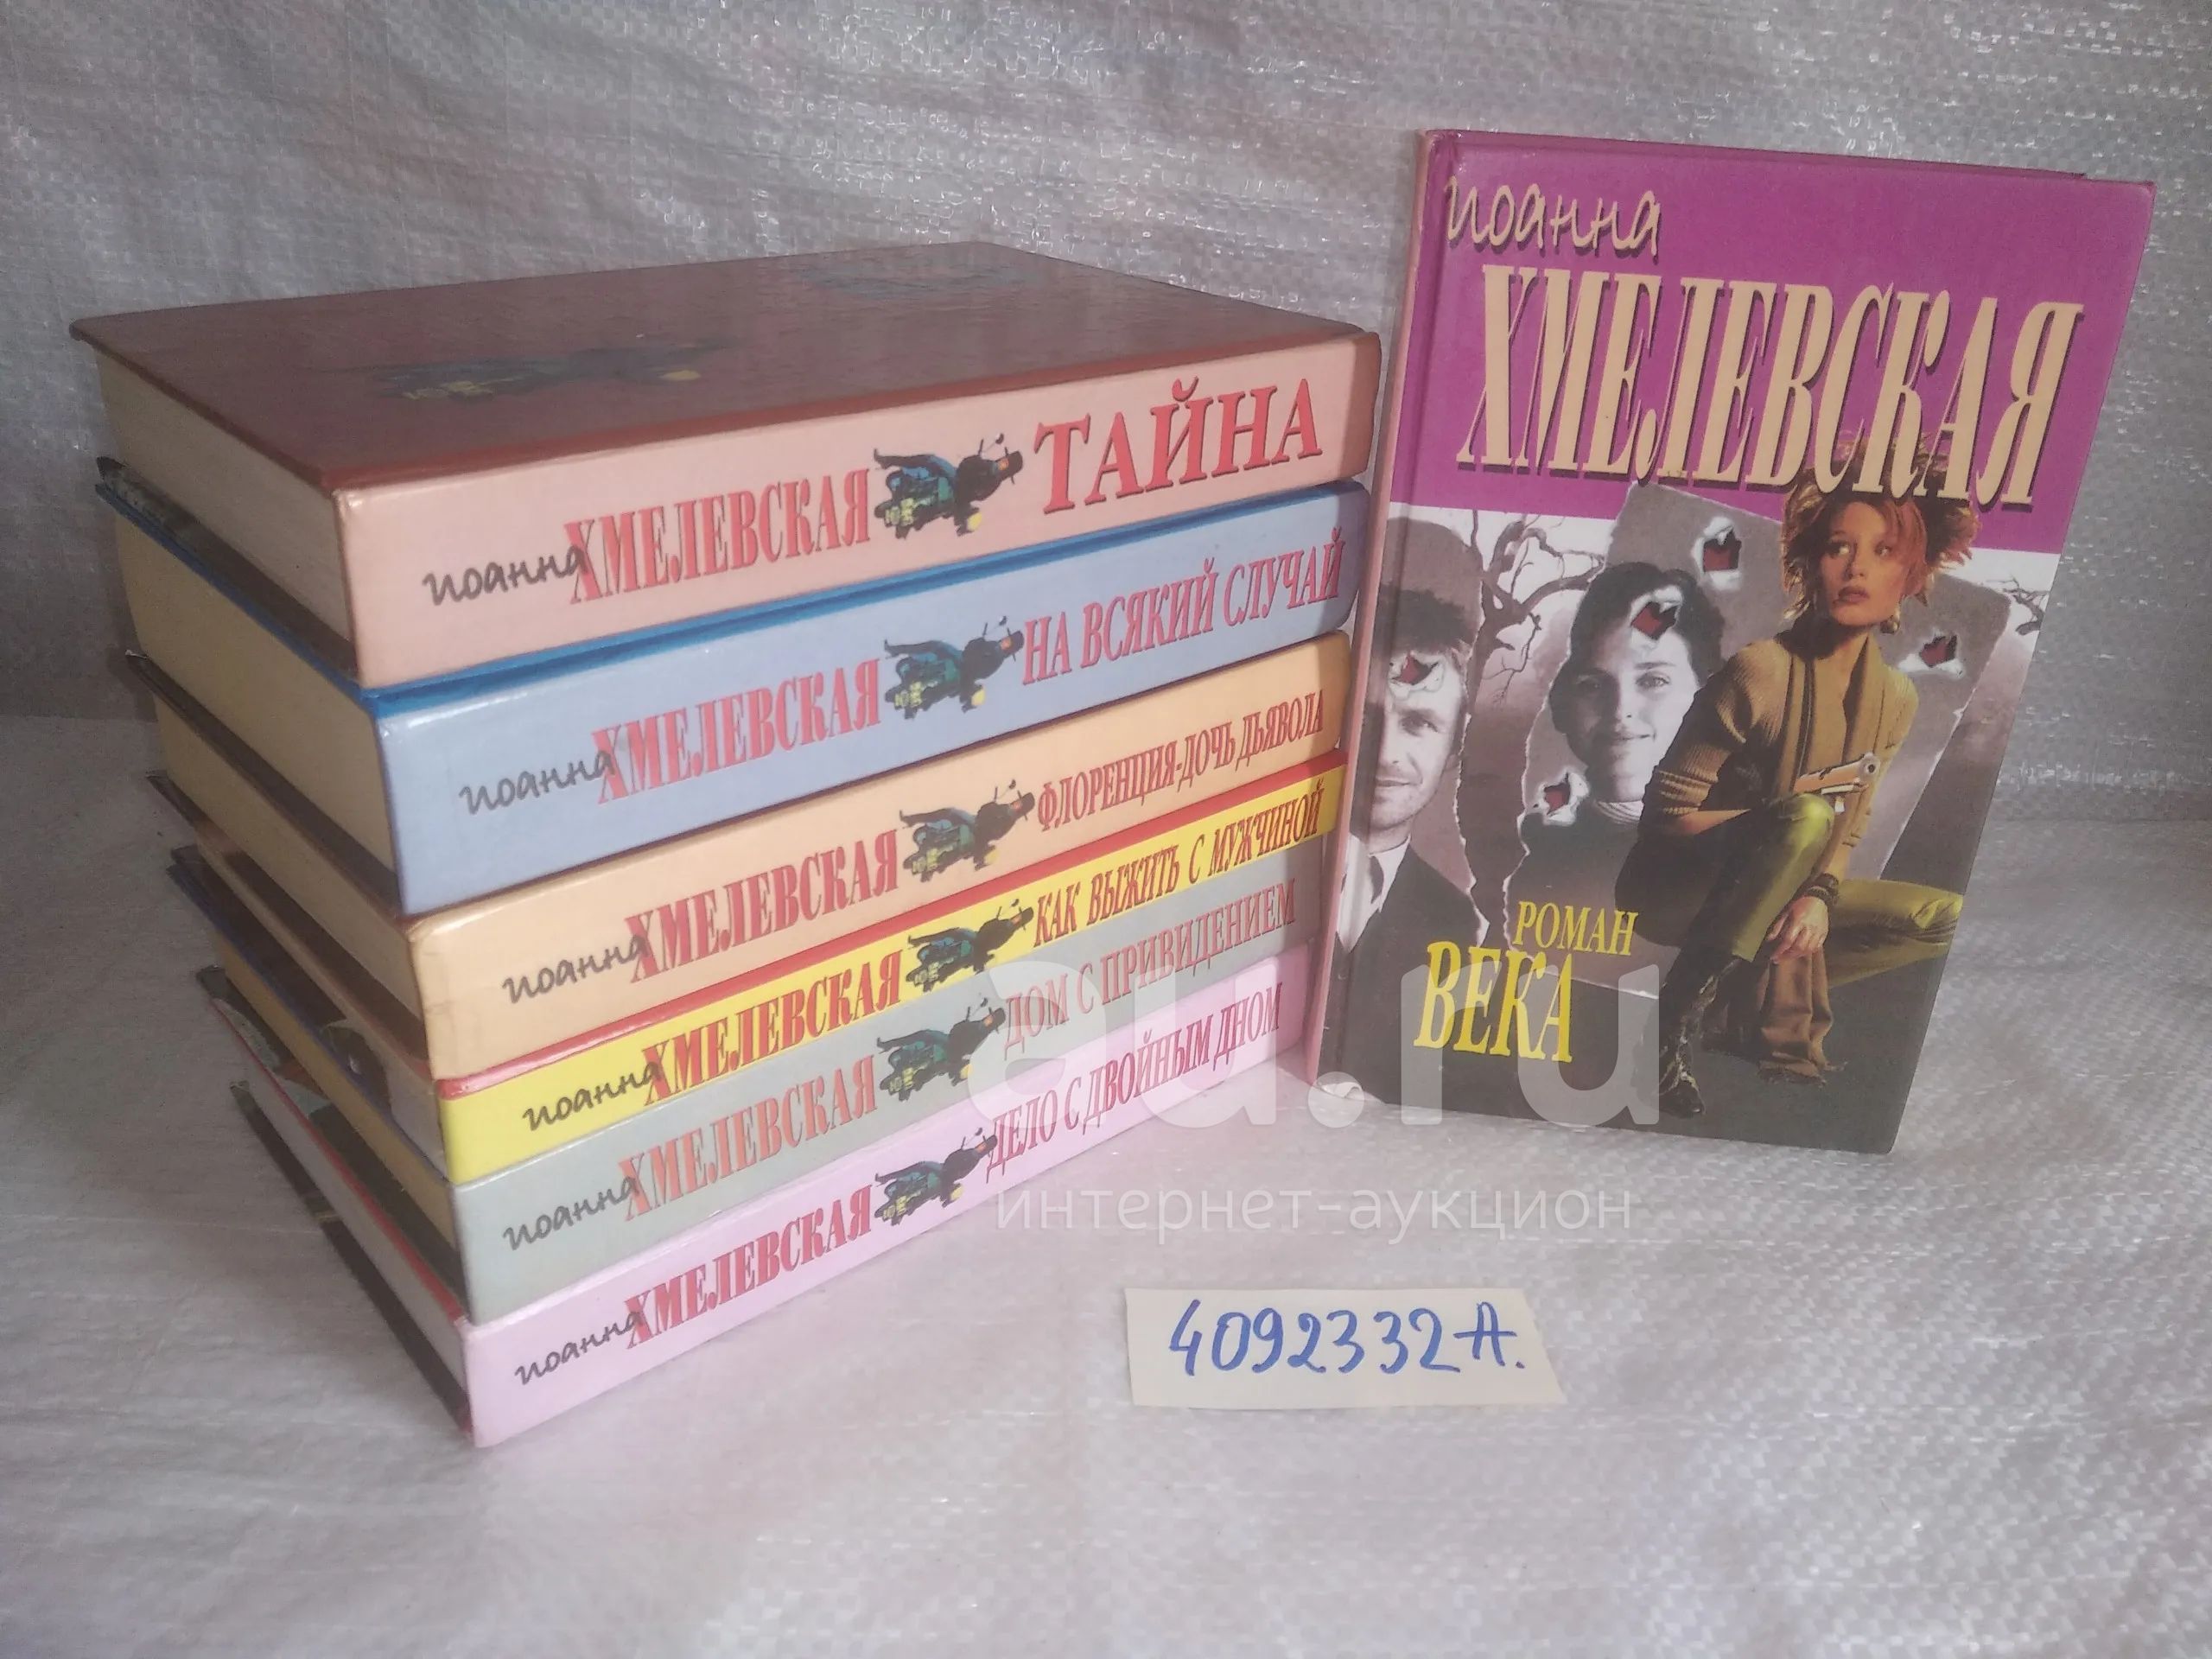 иоанна ХМЕЛЕВСКАЯ ТАЙНА
иоанна ХМЕЛЕВСКАЯ НА ВСЯКИЙ СЛУЧАЙ
иоанна ХМЕЛЕВСКАЯ ФЛОРЕНЦИЯ-ДОЧЬ ДЬЯВОЛА
иоанна ХМЕЛЕВСКАЯ КАК ВЫЖИТЬ С МУЖЧИНОЙ
иоанна ХМЕЛЕВСКАЯ ДОМ С ПРИВИДЕНИЕМ
иоанна ХМЕЛЕВСКАЯ ДЕЛО С ДВОЙНЫМ ДНОМ
иоанна
ХМЕЛЕВСКАЯ
РОМАН
ВЕКА
au.ru
интернет-аукцион
4092332А.